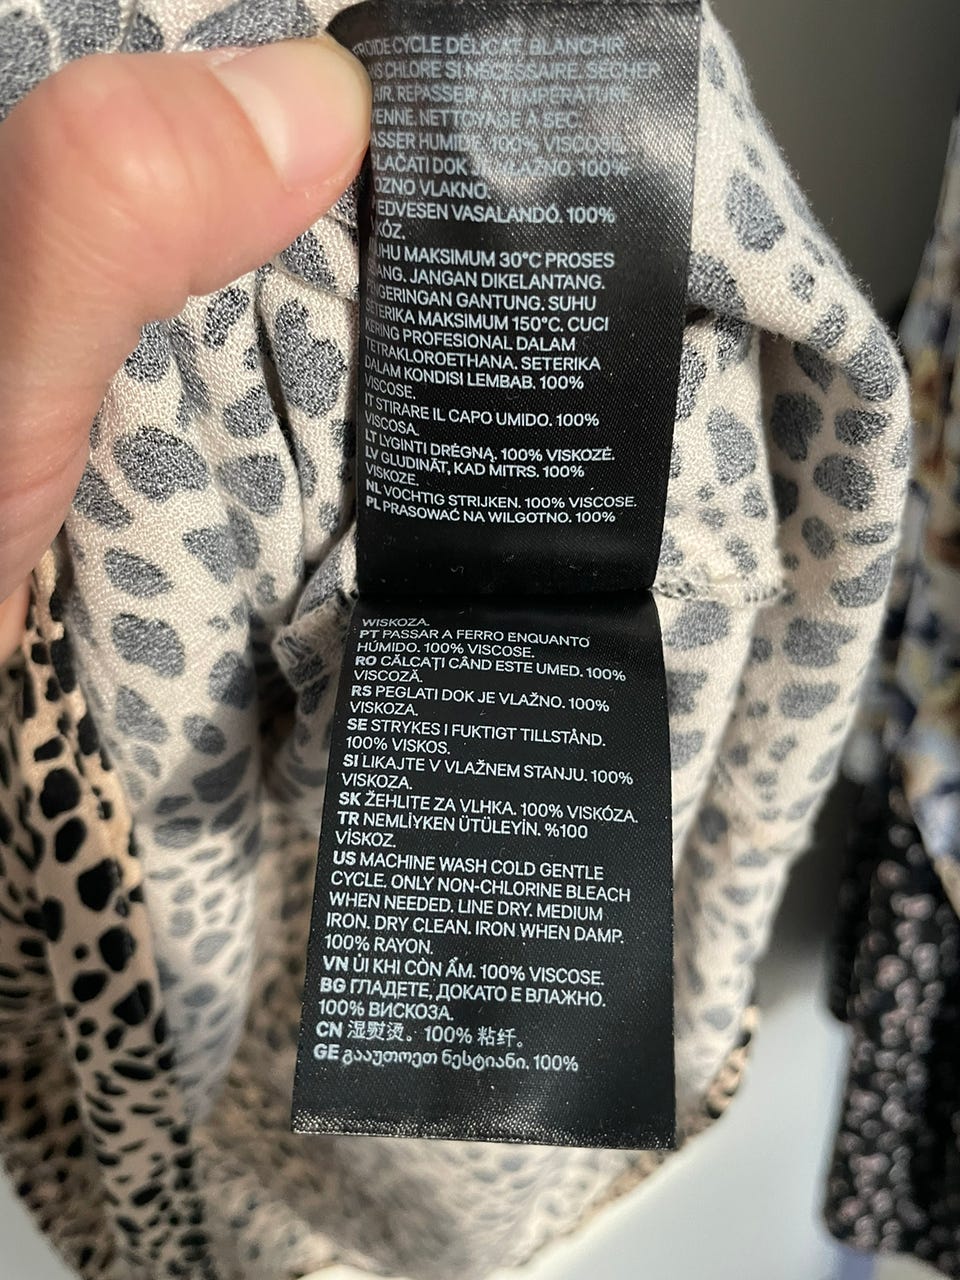 FROIDE CYCLE DÉLICAT. BLANCHIR
CHLORE SI NÉCESSAIRE. SÉCHER
AIR. REPASSER À TEMPÉRATURE
NETTOYAGE À SEC.
HUMIDE. 100% VISCOSE.
DOK VLAŽNO. 100%
VLAKNO.
NEDVESEN VASALANDÓ. 100%
SUHU MAKSIMUM 30°C PROSES
JANGAN DIKELANTANG.
PENGERINGAN GANTUNG. SUHU
SETERIKA MAKSIMUM 150°C. CUCI
KERING PROFESIONAL DALAM
TETRAKLOROETHANA. SETERIKA
DALAM KONDISI LEMBAB. 100%
VISCOSE.
IT STIRARE IL CAPO UMIDO. 100%
VISCOSA.
LT LYGINTI DRĖGNĄ. 100% VISKOZĖ.
LV GLUDINĀT, KAD MITRS. 100%
VISKOZE.
NL VOCHTIG STRIJKEN. 100% VISCOSE.
PL PRASOWAĆ NA WILGOTNO. 100%
WISKOZA.
PT PASSAR A FERRO ENQUANTO
HÚMIDO. 100% VISCOSE.
RO CĂLCAȚI CÂND ESTE UMED. 100%
VISCOZĂ.
RS PEGLATI DOK JE VLAŽNO. 100%
VISKOZA.
SE STRYKES I FUKTIGT TILLSTÅND.
100% VISKOS.
SI LIKAJTE V VLAŽNEM STANJU. 100%
VISKOZA.
SK ŽEHLITE ZA VLHKA. 100% VISKÓZA.
TR NEMLİYKEN ÜTÜLEYİN. %100
VİSKOZ.
US MACHINE WASH COLD GENTLE
CYCLE. ONLY NON-CHLORINE BLEACH
WHEN NEEDED. LINE DRY. MEDIUM
IRON. DRY CLEAN. IRON WHEN DAMP.
100% RAYON.
VN ỦI KHI CÒN ẨM. 100% VISCOSE.
BG ГЛАДЕТЕ, ДОКАТО Е ВЛАЖНО.
100% ВИСКОЗА.
CN 湿熨烫。100% 粘纤。
GE გააუთოეთ ნესტიანი. 100%